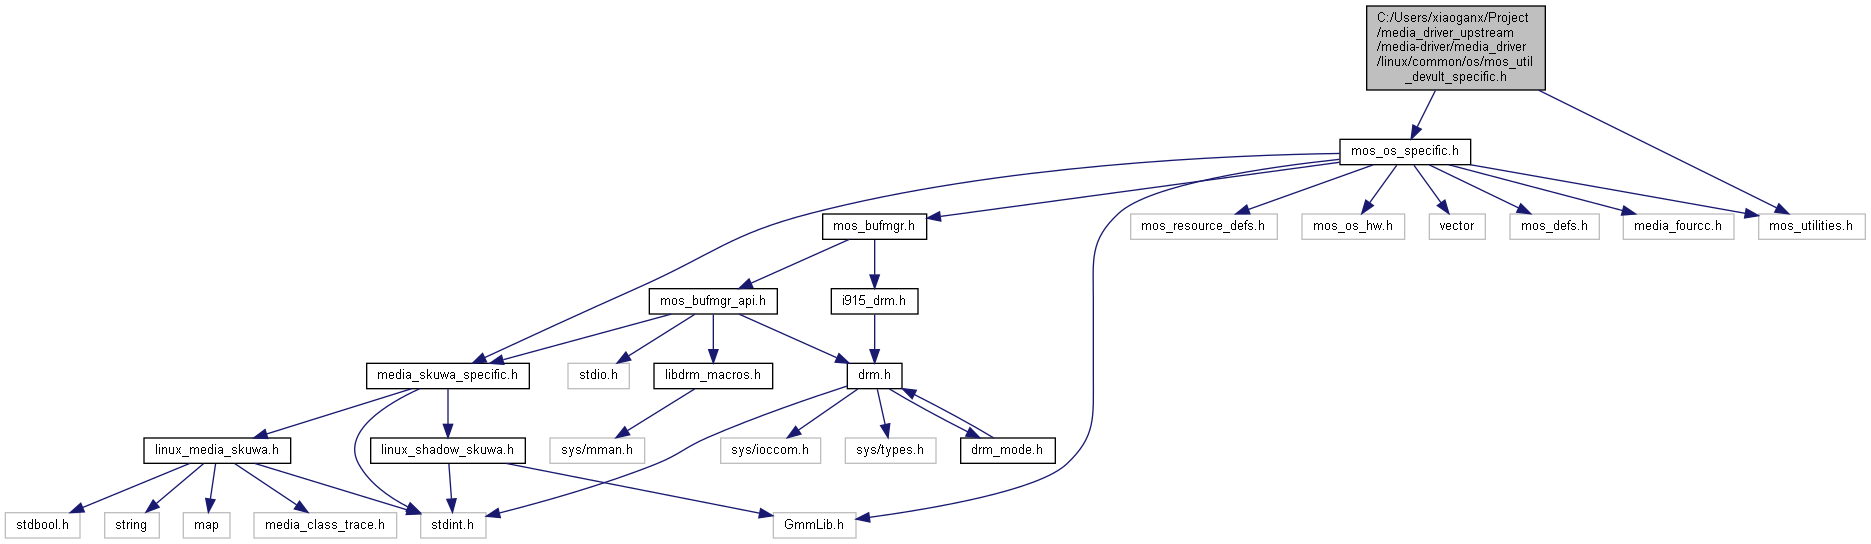 C:/Users/xiaoganx/Project
/media_driver_upstream
/media-driver/media_driver
/linux/common/os/mos_util
_devult_specific.h
mos_os_specific.h
mos_bufmgr.h
mos_resource_defs.h
mos_os_hw.h
vector
mos_defs.h
media_fourcc.h
mos_utilities.h
mos_bufmgr_api.h
i915_drm.h
media_skuwa_specific.h
stdio.h
libdrm_macros.h
drm.h
linux_media_skuwa.h
linux_shadow_skuwa.h
sys/mman.h
sys/ioccom.h
sys/types.h
drm_mode.h
stdbool.h
string
map
media_class_trace.h
stdint.h
GmmLib.h